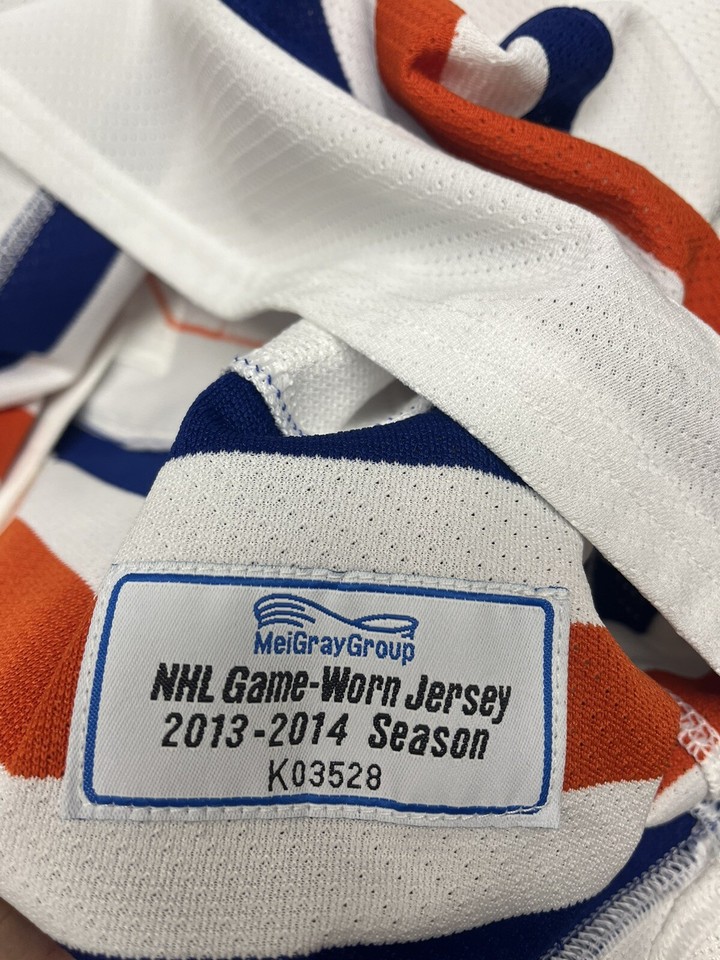 MeiGrayGroup
NHL Game-Worn Jersey
2013-2014 Season
K03528